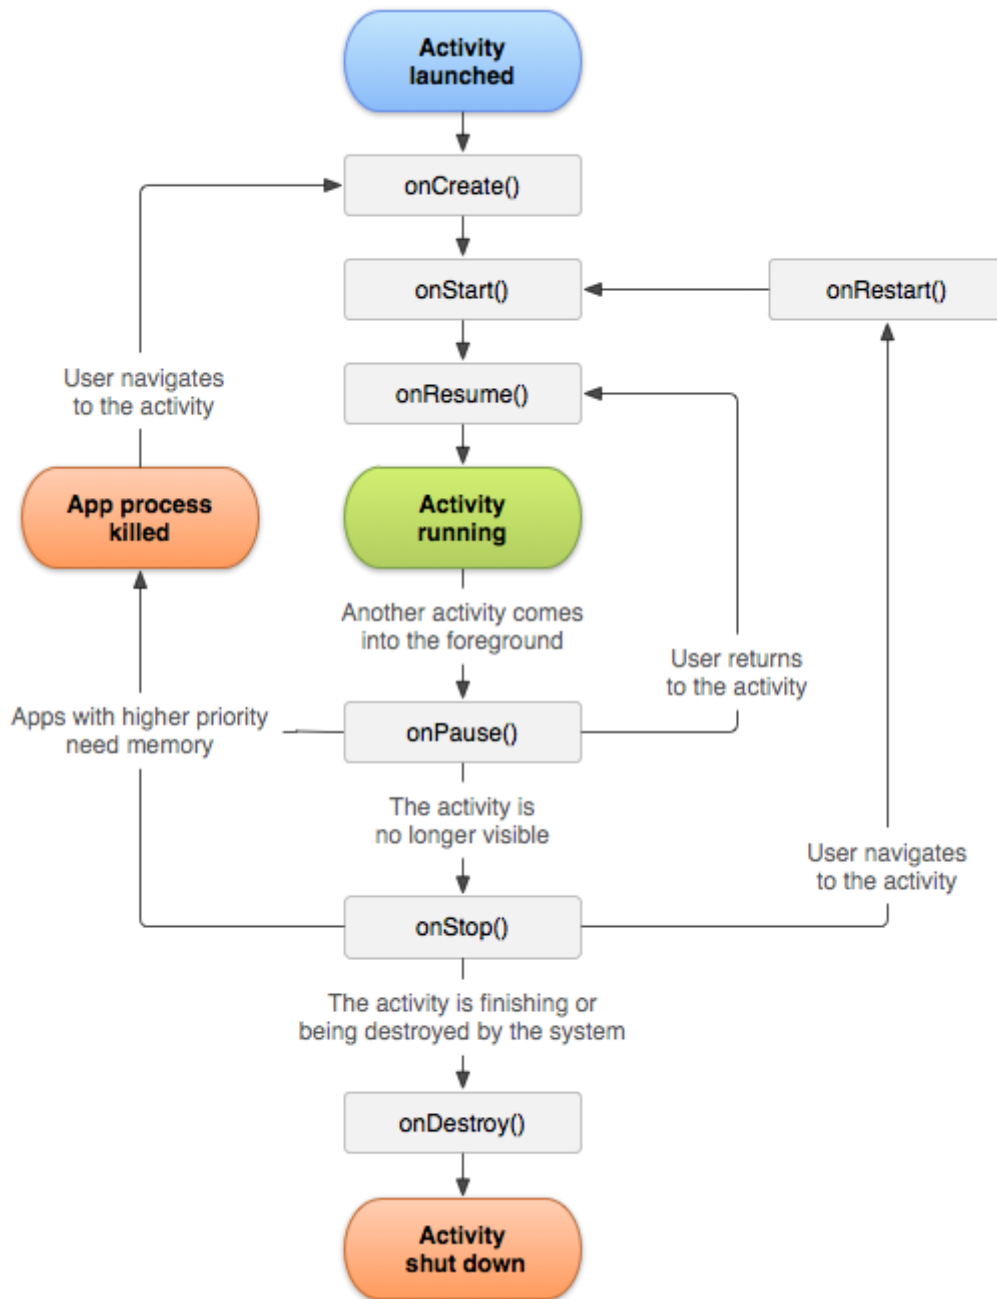 Activity
launched
onCreate()
onStart()
onRestart()
User navigates
to the activity
onResume()
App process
killed
Activity
running
Another activity comes
into the foreground
User returns
to the activity
Apps with higher priority
need memory
onPause()
The activity is
no longer visible
User navigates
to the activity
onStop()
The activity is finishing or
being destroyed by the system
onDestroy()
Activity
shut down